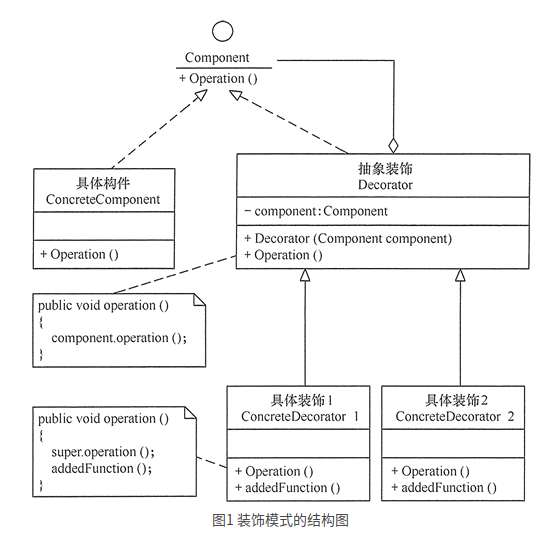 Component
+ Operation ()
具体构件
ConcreteComponent
+ Operation ()
抽象装饰
Decorator
- component:Component
+ Decorator (Component component)
+ Operation ()
public void operation ()
{
component.operation ();
}
具体装饰1
ConcreteDecorator 1
+ Operation ()
+ addedFunction ()
具体装饰2
ConcreteDecorator 2
+ Operation ()
+ addedFunction ()
public void operation ()
{
super.operation ();
addedFunction ();
}
图1 装饰模式的结构图